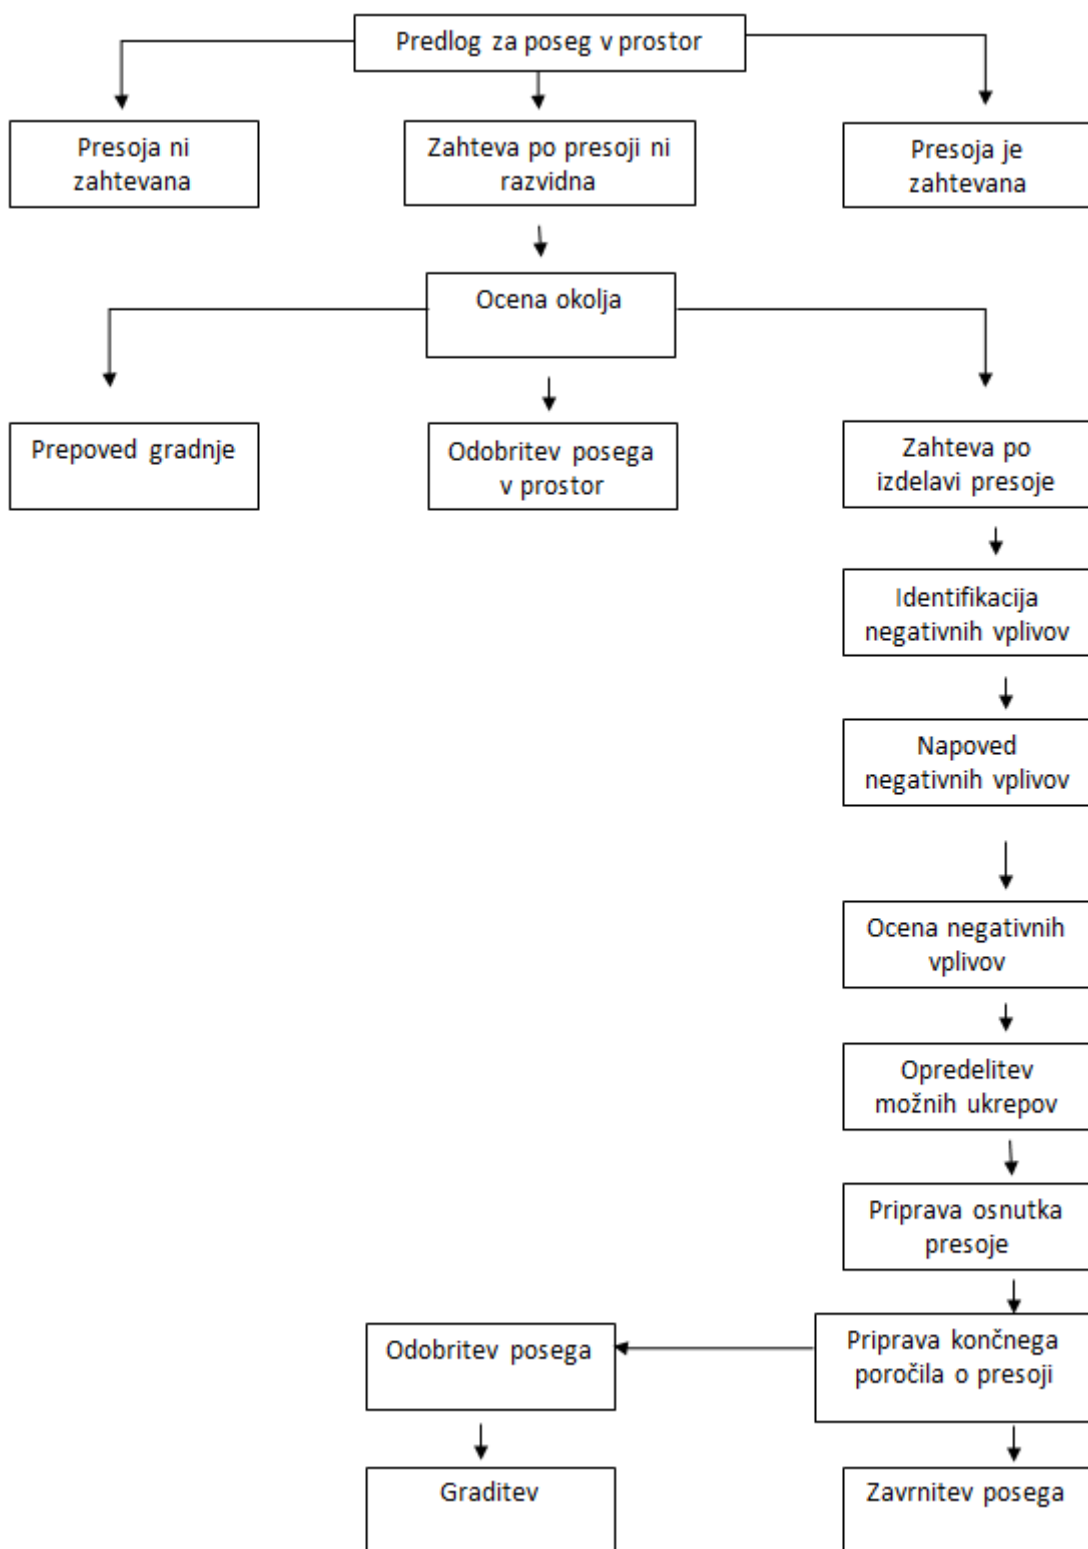 Predlog za poseg v prostor
Presoja ni
zahtevana
Zahteva po presoji ni
razvidna
Presoja je
zahtevana
Ocena okolja
Prepoved gradnje
Odobritev posega
v prostor
Zahteva po
izdelavi presoje
Identifikacija
negativnih vplivov
Napoved
negativnih vplivov
Ocena negativnih
vplivov
Opredelitev
možnih ukrepov
Priprava osnutka
presoje
Priprava končnega
poročila o presoji
Odobritev posega
Graditev
Zavrnitev posega